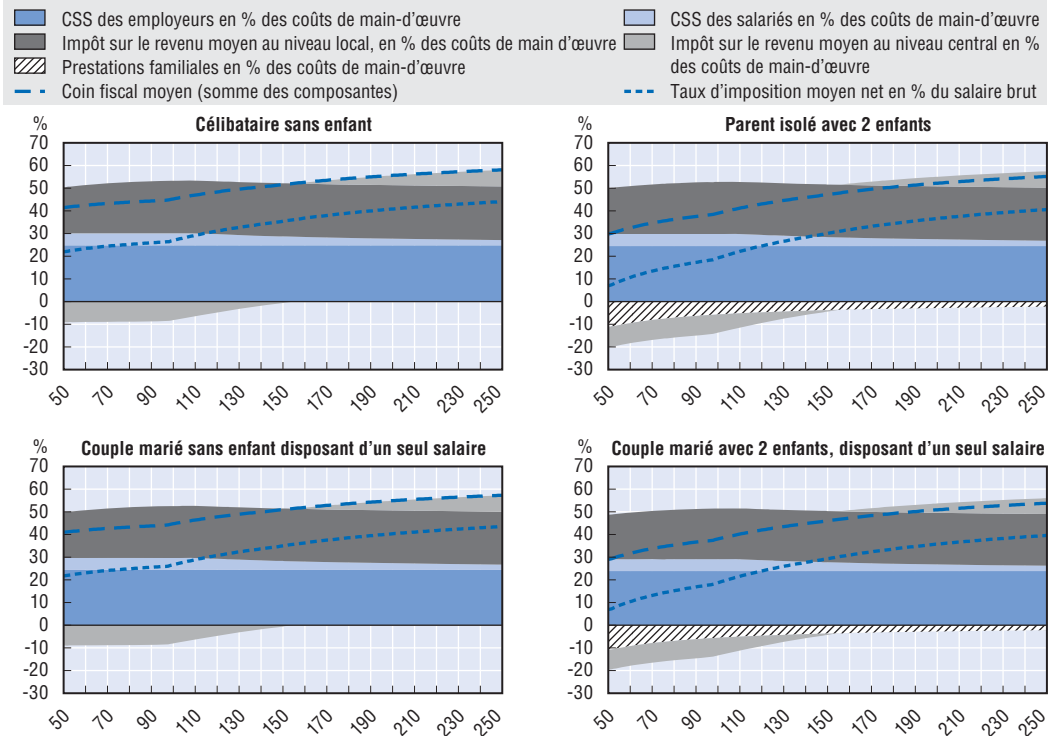 CSS des employeurs en % des coûts de main-d'œuvre
CSS des salariés en % des coûts de main-d'œuvre
Impôt sur le revenu moyen au niveau local, en % des coûts de main d'œuvre
Impôt sur le revenu moyen au niveau central en %
des coûts de main-d'œuvre
Prestations familiales en % des coûts de main-d'œuvre
Coin fiscal moyen (somme des composantes)
Taux d'imposition moyen net en % du salaire brut
% Célibataire sans enfant
70
60
50
40
30
20
10
0
-10
-20
-30
50 70 90 110 130 150 170 190 210 230 250
% Parent isolé avec 2 enfants
70
60
50
40
30
20
10
0
-10
-20
-30
50 70 90 110 130 150 170 190 210 230 250
% Couple marié sans enfant disposant d'un seul salaire
70
60
50
40
30
20
10
0
-10
-20
-30
50 70 90 110 130 150 170 190 210 230 250
% Couple marié avec 2 enfants, disposant d'un seul salaire
70
60
50
40
30
20
10
0
-10
-20
-30
50 70 90 110 130 150 170 190 210 230 250